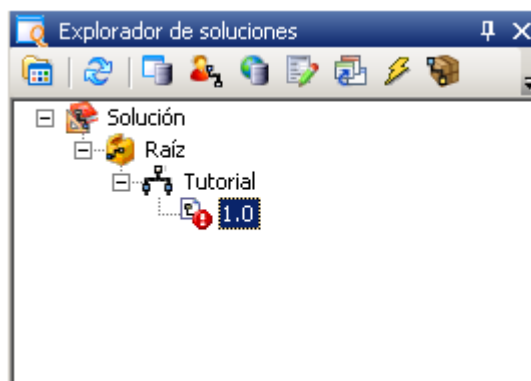 Explorador de soluciones
Solución
Raíz
Tutorial
1.0